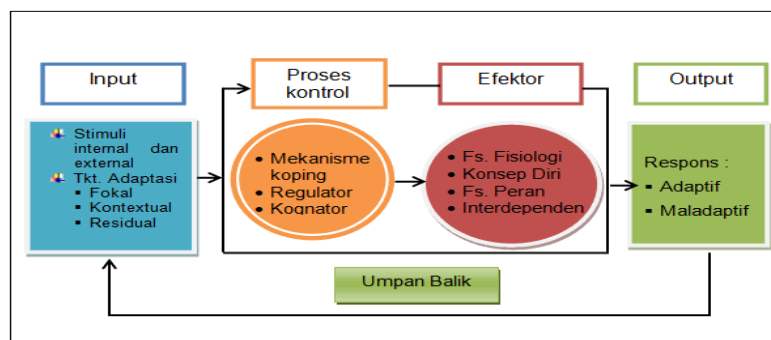 Input
Proses
kontrol
Efektor
Output
Stimuli
internal dan
external
Tkt. Adaptasi
Fokal
Kontextual
Residual
• Mekanisme
koping
• Regulator
• Kognator
• Fs. Fisiologi
• Konsep Diri
• Fs. Peran
• Interdependen
Respons :
• Adaptif
• Maladaptif
Umpan Balik